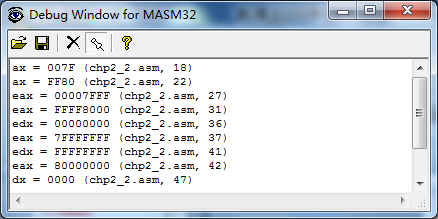 Debug Window for MASM32
ax = 007F (chp2_2.asm, 18)
ax = FF80 (chp2_2.asm, 22)
eax = 00007FFF (chp2_2.asm, 27)
eax = FFFF8000 (chp2_2.asm, 31)
edx = 00000000 (chp2_2.asm, 36)
eax = 7FFFFFFF (chp2_2.asm, 37)
edx = FFFFFFFF (chp2_2.asm, 41)
eax = 80000000 (chp2_2.asm, 42)
dx = 0000 (chp2_2.asm, 47)